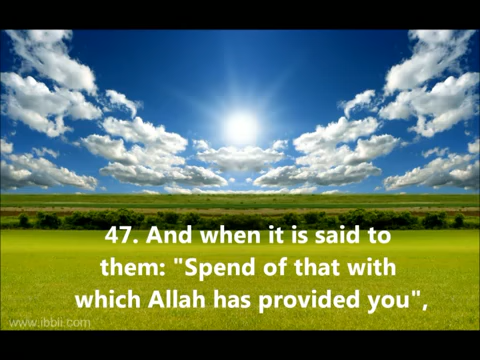 47. And when it is said to
them: "Spend of that with
which Allah has provided you",
www.ibbli.com